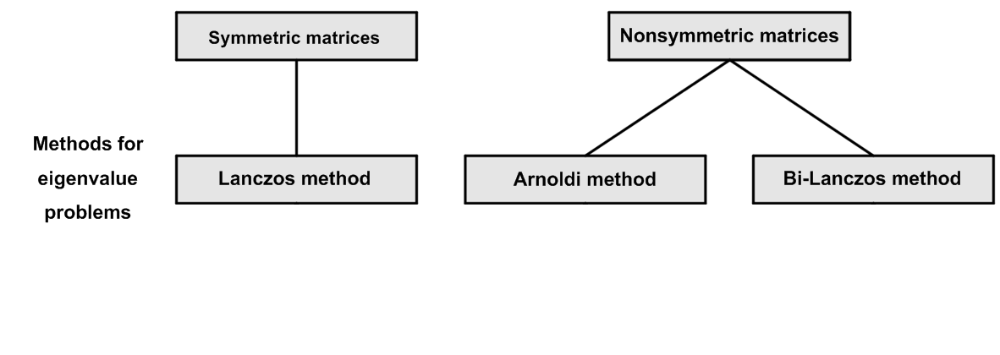 Symmetric matrices
Nonsymmetric matrices
Methods for
eigenvalue
problems
Lanczos method
Arnoldi method
Bi-Lanczos method